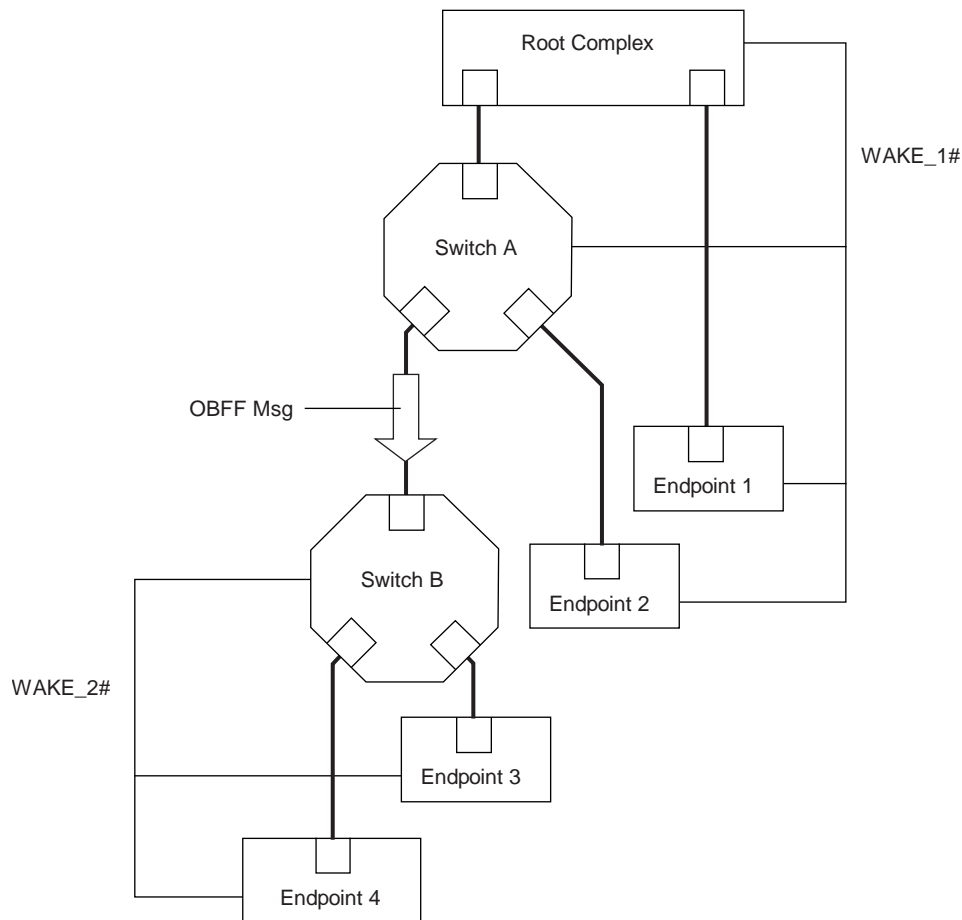 Root Complex
WAKE_1#
Switch A
OBFF Msg
Endpoint 1
Switch B
Endpoint 2
WAKE_2#
Endpoint 3
Endpoint 4